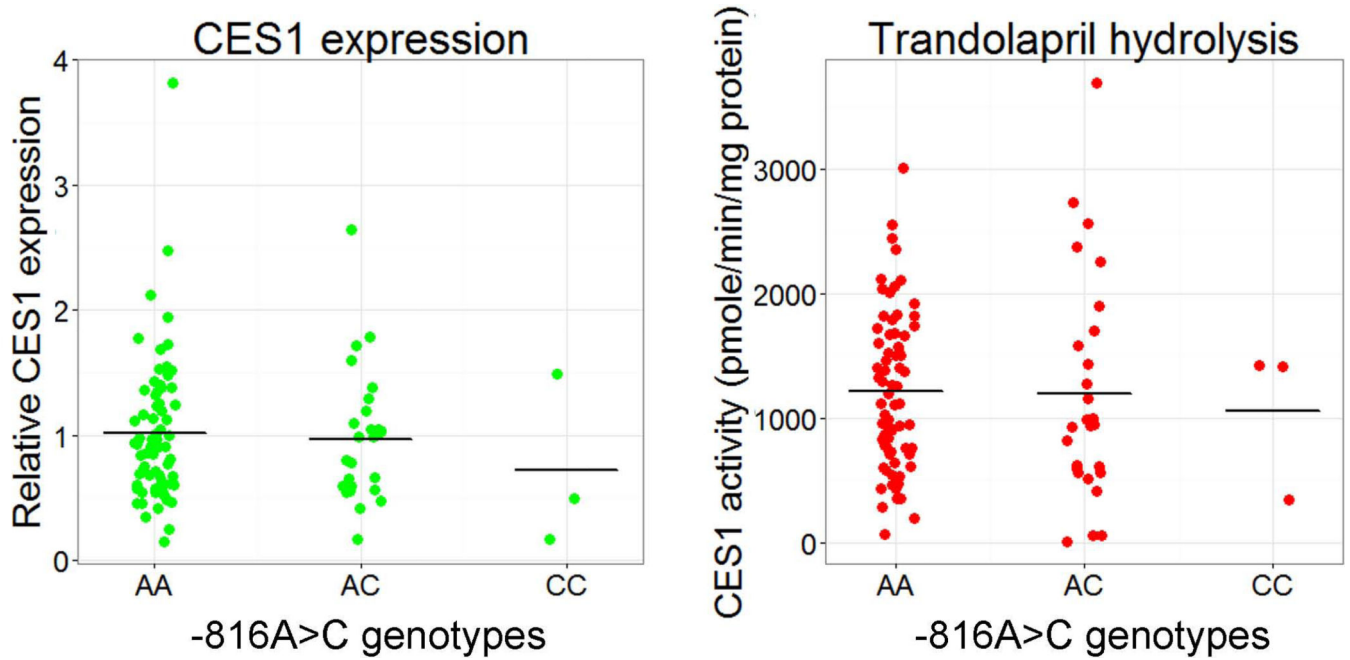 CES1 expression
Relative CES1 expression
4
3
2
1
0
AA
AC
CC
-816A>C genotypes
Trandolapril hydrolysis
CES1 activity (pmole/min/mg protein)
3000
2000
1000
0
AA
AC
CC
-816A>C genotypes